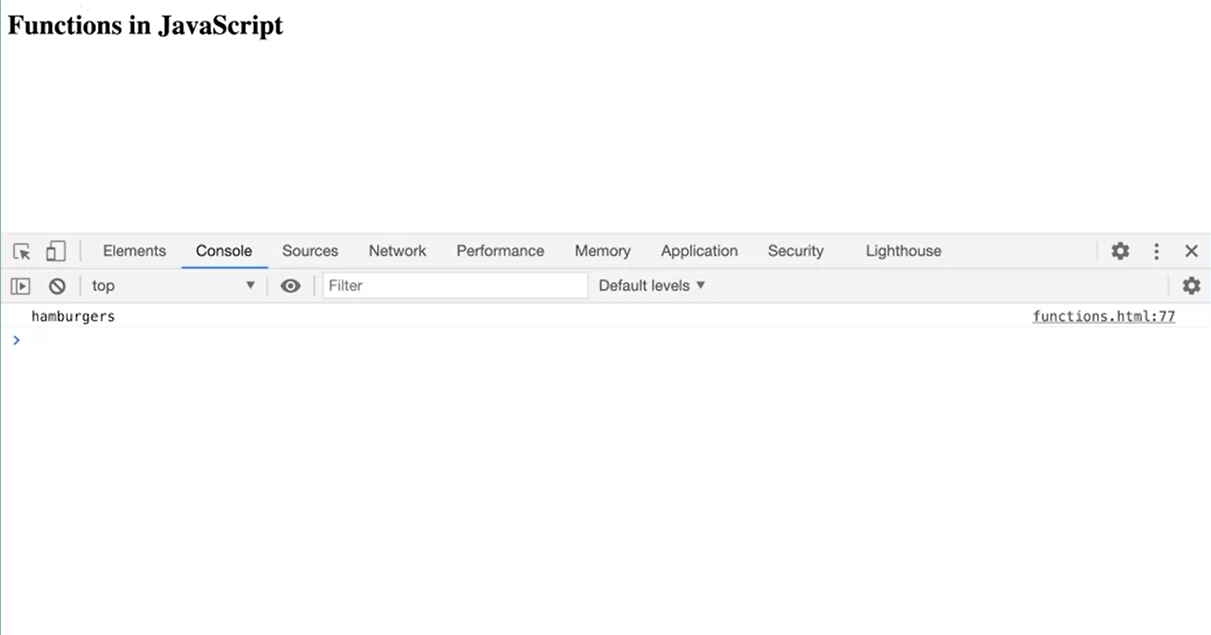 Functions in JavaScript
Elements Console Sources Network Performance Memory Application Security Lighthouse
top Filter Default levels
hamburgers functions.html:77